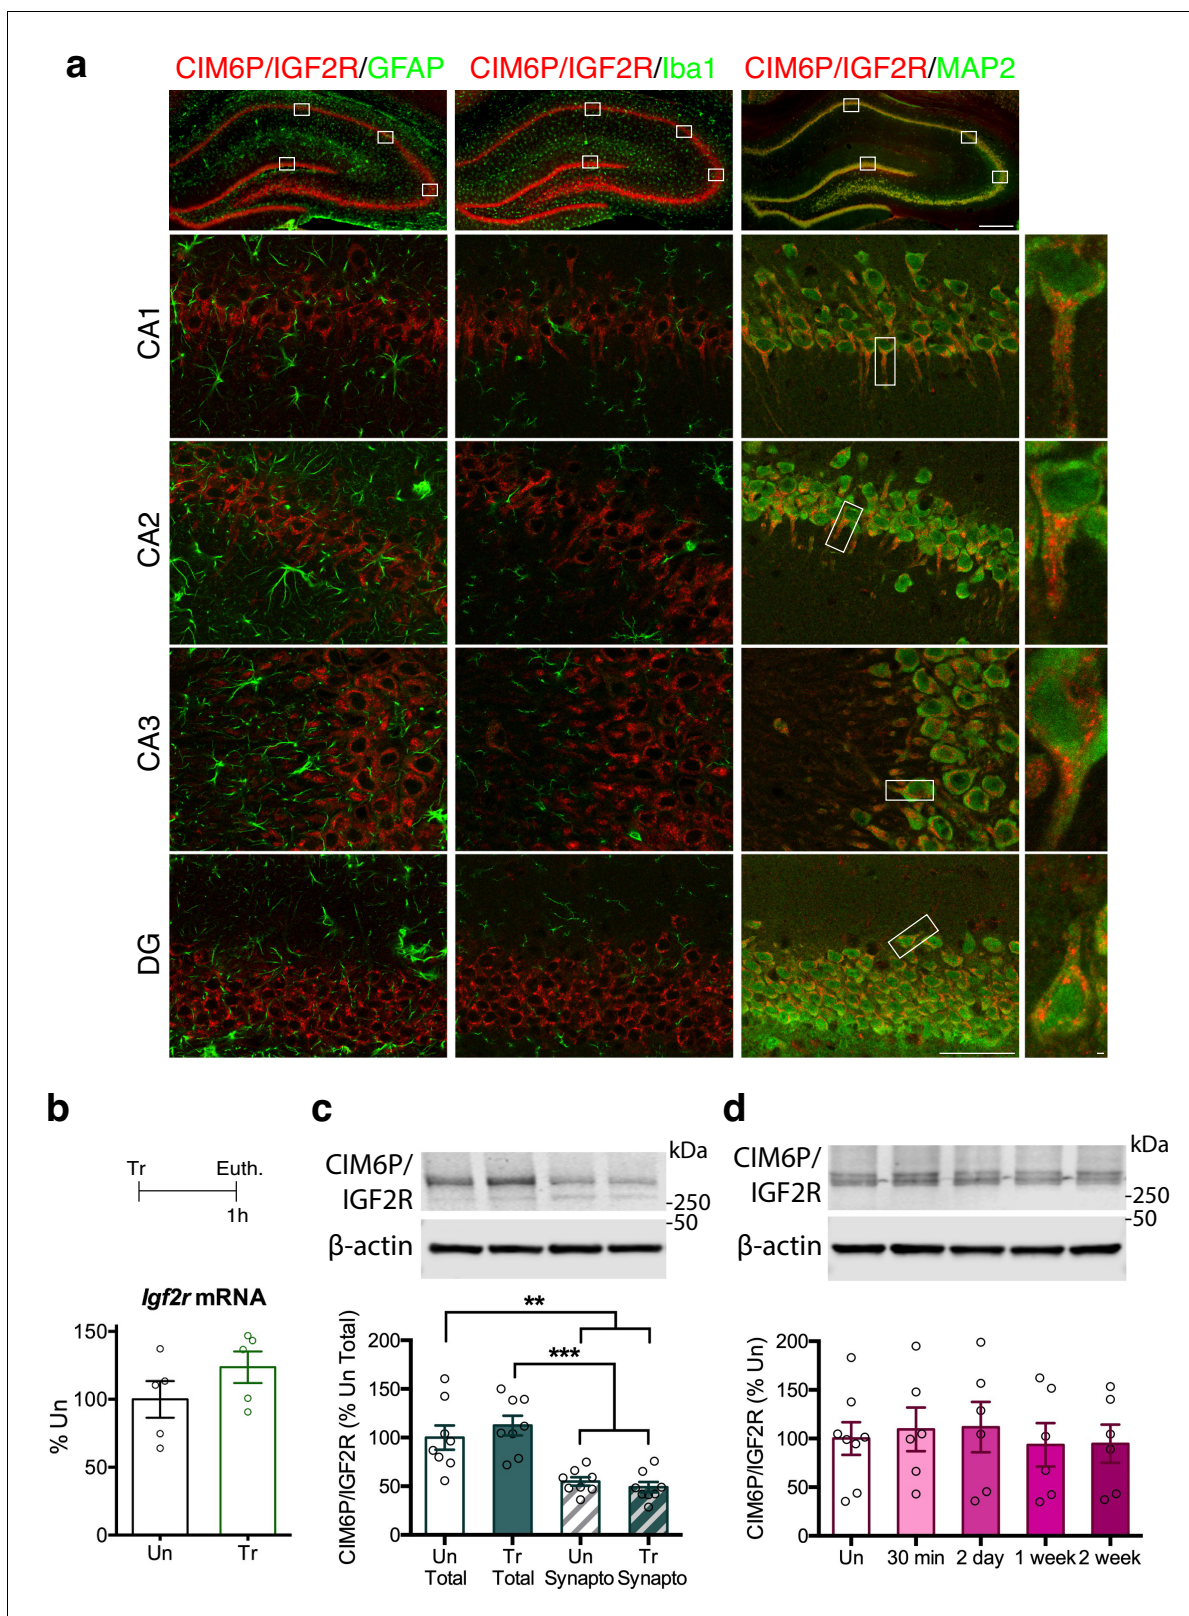 a
CIM6P/IGF2R/GFAP
CIM6P/IGF2R/Iba1
CIM6P/IGF2R/MAP2
CA1
CA2
CA3
DG
b
Tr Euth.
1h
Igf2r mRNA
% Un
150
100
50
0
Un Tr
c
CIM6P/
IGF2R
kDa
-250
-50
β-actin
**
***
CIM6P/IGF2R (% Un Total)
200
150
100
50
0
Un Total
Tr Total
Un Synapto
Tr Synapto
d
CIM6P/
IGF2R
kDa
-250
-50
β-actin
CIM6P/IGF2R (% Un)
200
150
100
50
0
Un 30 min 2 day 1 week 2 week